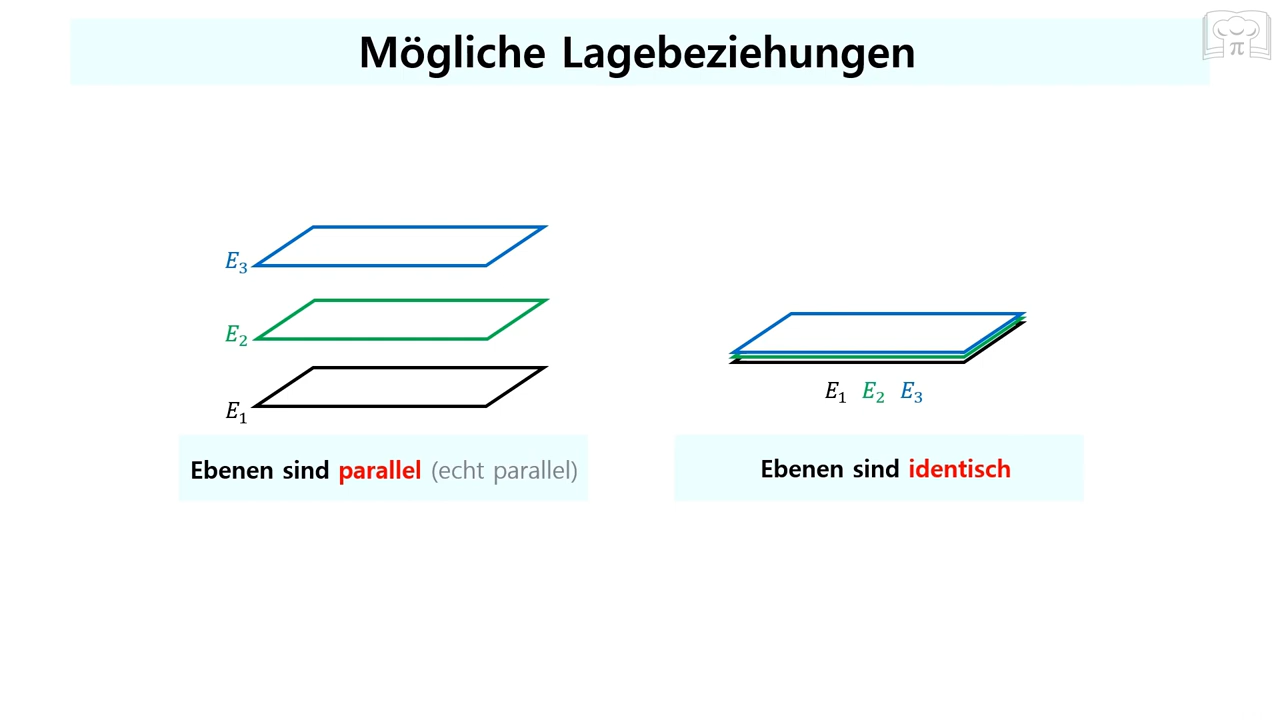 Mögliche Lagebeziehungen
π
E₃
E₂
E₁
E₁ E₂ E₃
Ebenen sind parallel (echt parallel)
Ebenen sind identisch